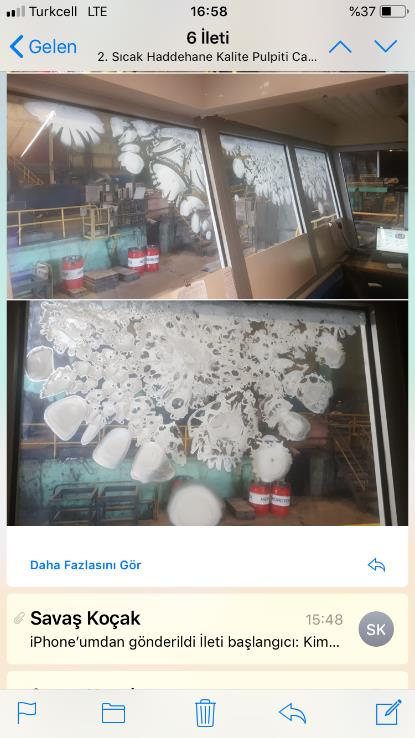 Turkcell LTE 16:58 %37
Gelen
6 İleti
2. Sıcak Haddehane Kalite Pulpiti Ca...
Daha Fazlasını Gör
Savaş Koçak 15:48
SK
iPhone’umdan gönderildi İleti başlangıcı: Kim...